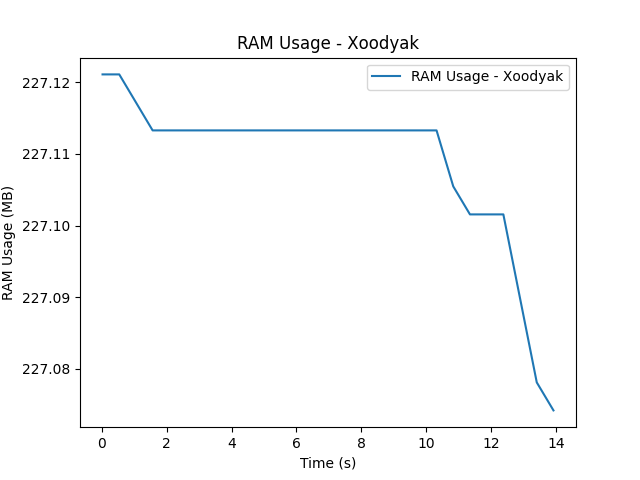 RAM Usage - Xoodyak
RAM Usage - Xoodyak
227.12
227.11
227.10
227.09
227.08
RAM Usage (MB)
0 2 4 6 8 10 12 14
Time (s)